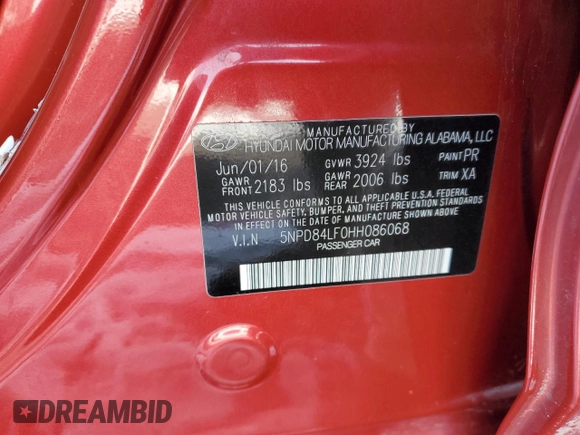 MANUFACTURED BY
HYUNDAI MOTOR MANUFACTURING ALABAMA, LLC
Jun/01/16 GVWR 3924 lbs PAINT PR
GAWR FRONT 2183 lbs GAWR REAR 2006 lbs TRIM XA
THIS VEHICLE CONFORMS TO ALL APPLICABLE U.S.A. FEDERAL
MOTOR VEHICLE SAFETY, BUMPER, AND THEFT PREVENTION STANDARDS
IN EFFECT ON THE DATE OF MANUFACTURE SHOWN ABOVE.
V.I.N 5NPD84LF0HH086068
PASSENGER CAR
DREAMBID